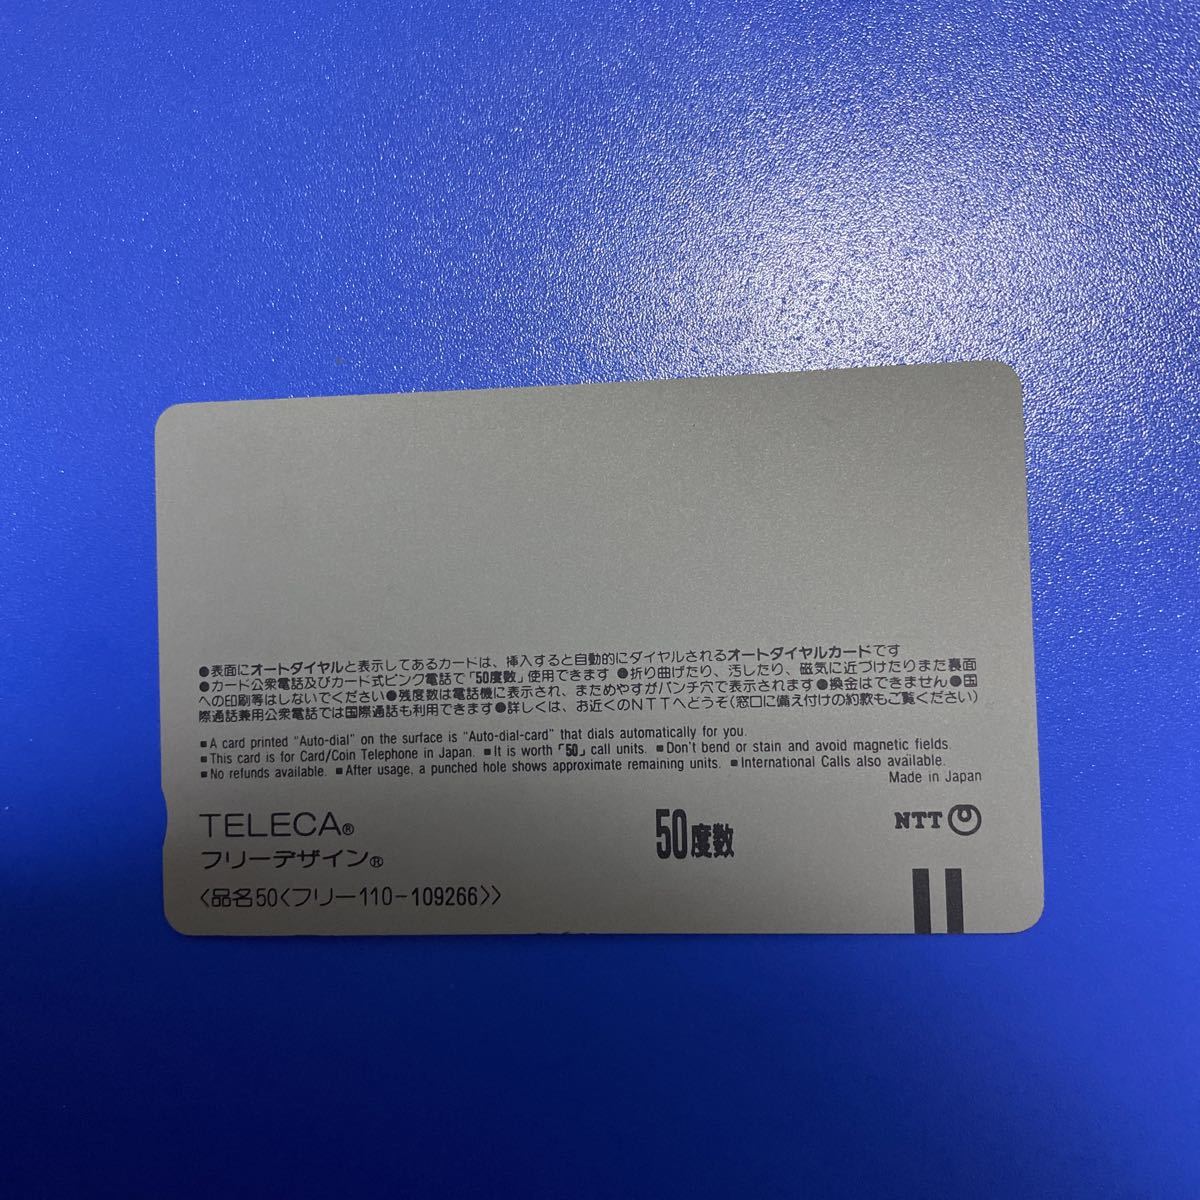 ●表面にオートダイヤルと表示してあるカードは、挿入すると自動的にダイヤルされるオートダイヤルカードです
●カード公衆電話及びカード式ピンク電話で「50度数」使用できます ●折り曲げたり、汚したり、磁気に近づけたりまた裏面
への印刷等はしないでください●残度数は電話機に表示され、まためやすがパンチ穴で表示されます●換金はできません●国
際通話兼用公衆電話では国際通話も利用できます●詳しくは、お近くのNTTへどうぞ(窓口に備え付けの約款もご覧ください)
■A card printed "Auto-dial" on the surface is "Auto-dial-card" that dials automatically for you.
■This card is for Card/Coin Telephone in Japan. ■It is worth「50」call units. ■Don't bend or stain and avoid magnetic fields.
■No refunds available. ■After usage, a punched hole shows approximate remaining units. ■International Calls also available.
Made in Japan
TELECA®
フリーデザイン®
50度数
NTT
〈品名50〈フリー110-109266〉〉